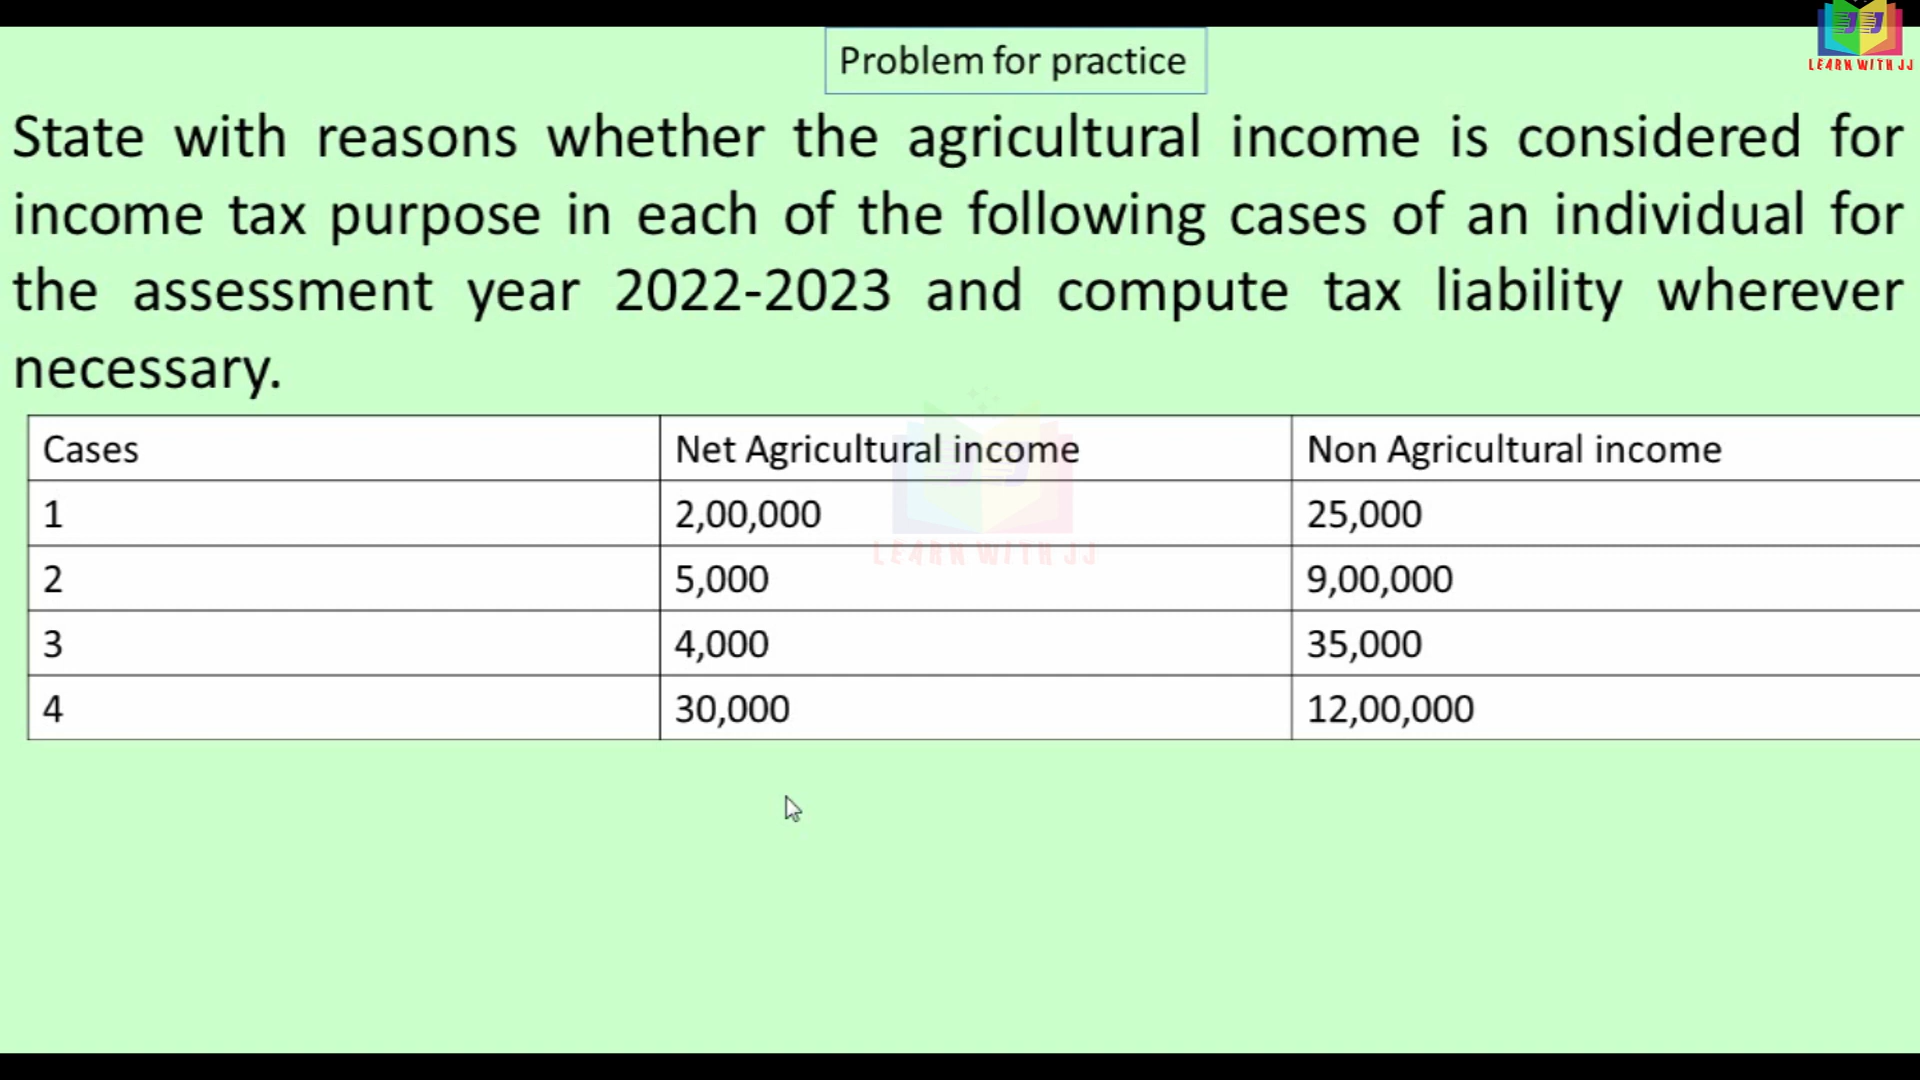 Problem for practice
LEARN WITH JJ
State with reasons whether the agricultural income is considered for
income tax purpose in each of the following cases of an individual for
the assessment year 2022-2023 and compute tax liability wherever
necessary.
Cases Net Agricultural income Non Agricultural income
1 2,00,000 25,000
LEARN WITH JJ
2 5,000 9,00,000
3 4,000 35,000
4 30,000 12,00,000